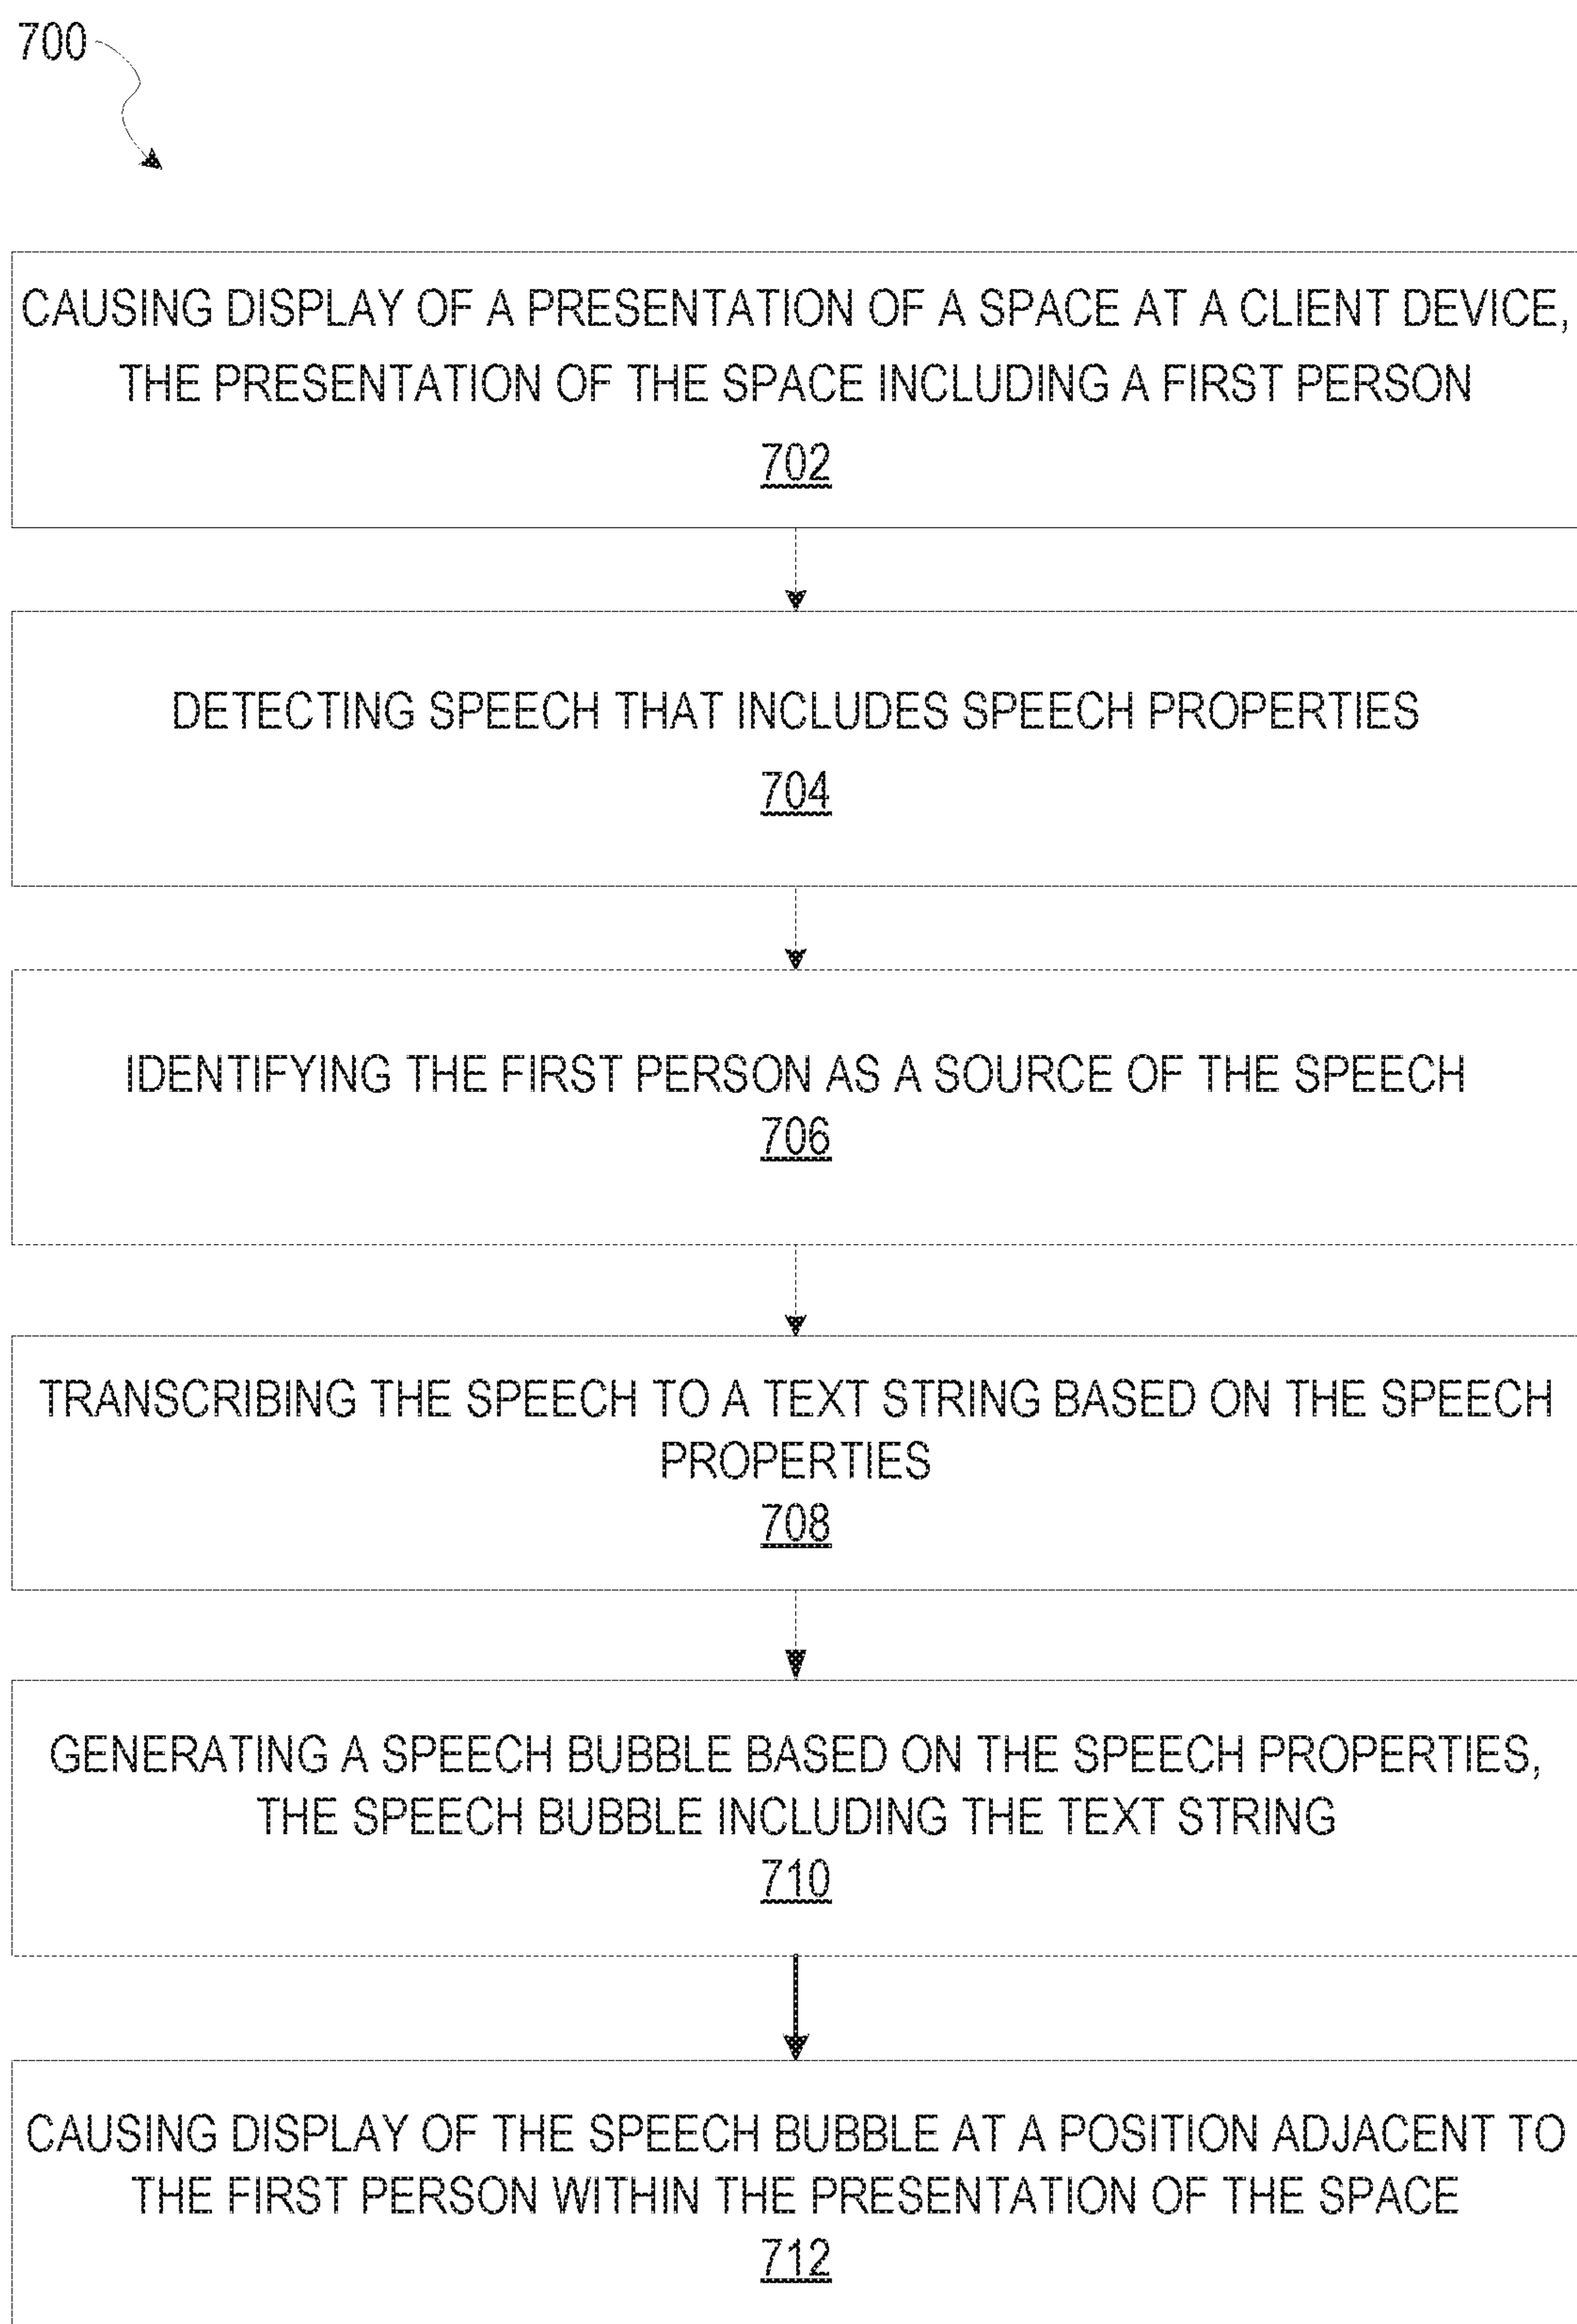 700
CAUSING DISPLAY OF A PRESENTATION OF A SPACE AT A CLIENT DEVICE,
THE PRESENTATION OF THE SPACE INCLUDING A FIRST PERSON
702
DETECTING SPEECH THAT INCLUDES SPEECH PROPERTIES
704
IDENTIFYING THE FIRST PERSON AS A SOURCE OF THE SPEECH
706
TRANSCRIBING THE SPEECH TO A TEXT STRING BASED ON THE SPEECH
PROPERTIES
708
GENERATING A SPEECH BUBBLE BASED ON THE SPEECH PROPERTIES,
THE SPEECH BUBBLE INCLUDING THE TEXT STRING
710
CAUSING DISPLAY OF THE SPEECH BUBBLE AT A POSITION ADJACENT TO
THE FIRST PERSON WITHIN THE PRESENTATION OF THE SPACE
712